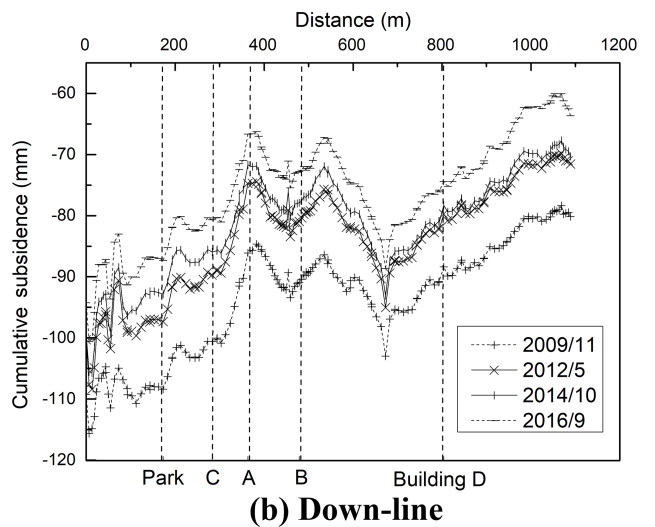 Distance (m)
0 200 400 600 800 1000 1200
Cumulative subsidence (mm)
-60
-70
-80
-90
-100
-110
-120
2009/11
2012/5
2014/10
2016/9
Park C A B Building D
(b) Down-line